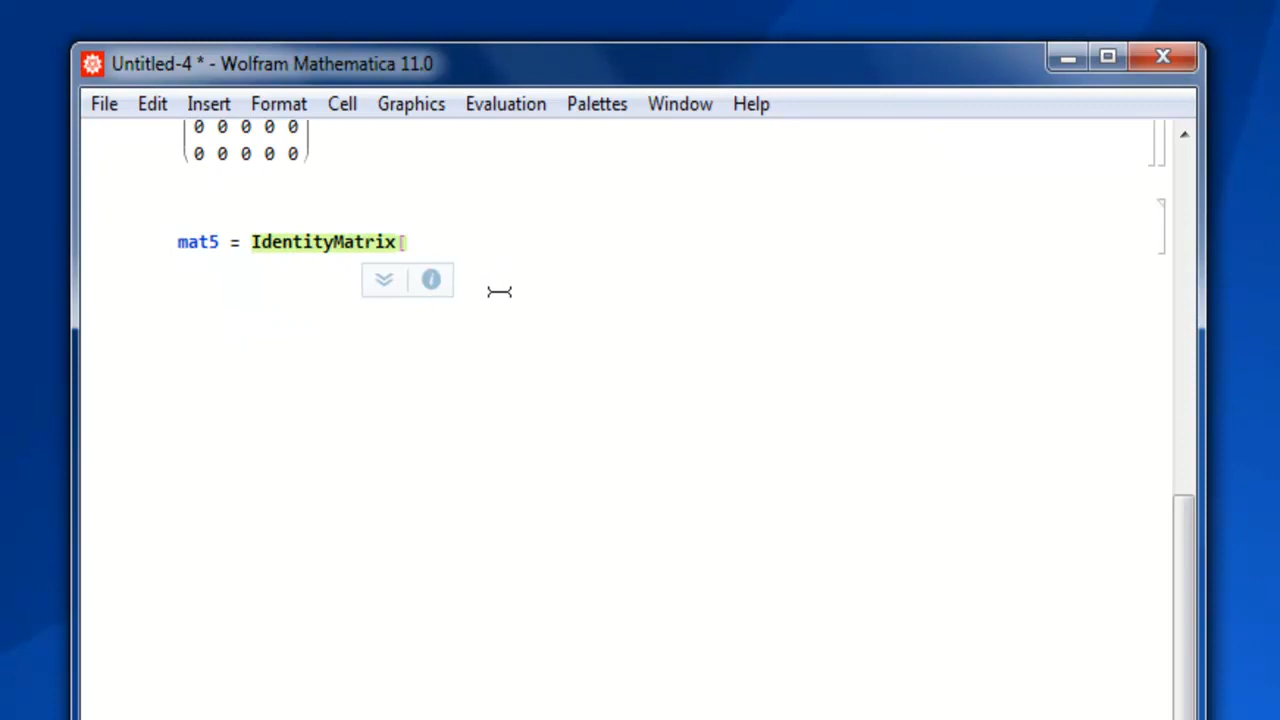 Untitled-4 * - Wolfram Mathematica 11.0
File Edit Insert Format Cell Graphics Evaluation Palettes Window Help
0 0 0 0 0
0 0 0 0 0
mat5 = IdentityMatrix[